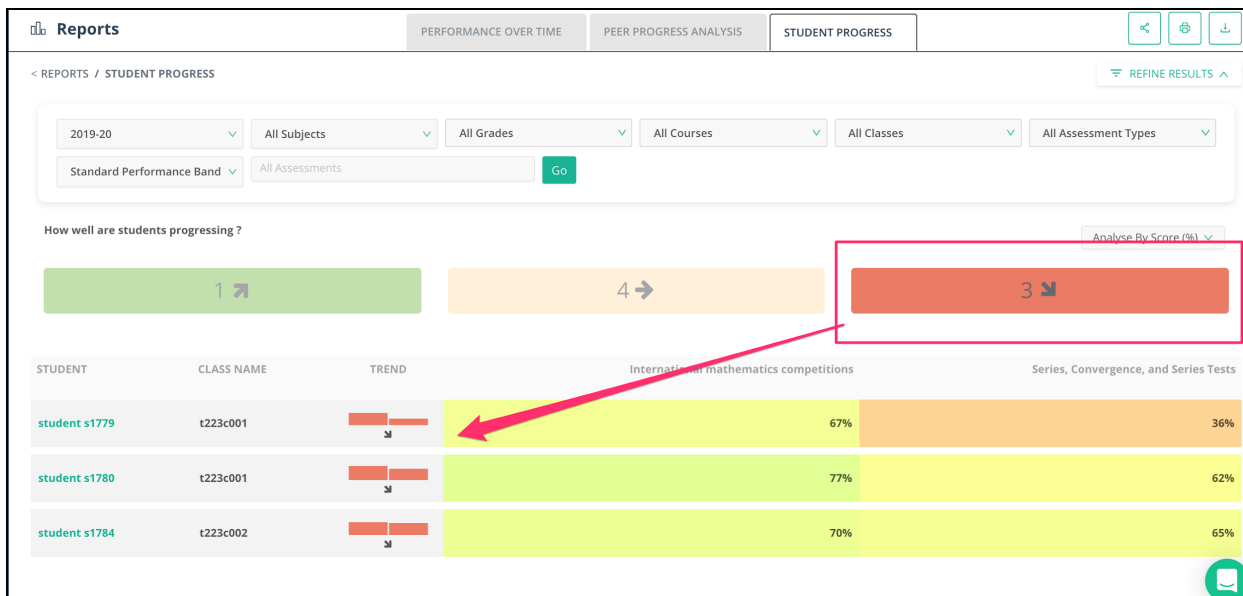 Reports
PERFORMANCE OVER TIME
PEER PROGRESS ANALYSIS
STUDENT PROGRESS
< REPORTS / STUDENT PROGRESS
REFINE RESULTS
2019-20
All Subjects
All Grades
All Courses
All Classes
All Assessment Types
Standard Performance Band
All Assessments
Go
How well are students progressing ?
Analyse By Score (%)
1
4
3
STUDENT CLASS NAME TREND International mathematics competitions Series, Convergence, and Series Tests
student s1779 t223c001 67% 36%
student s1780 t223c001 77% 62%
student s1784 t223c002 70% 65%